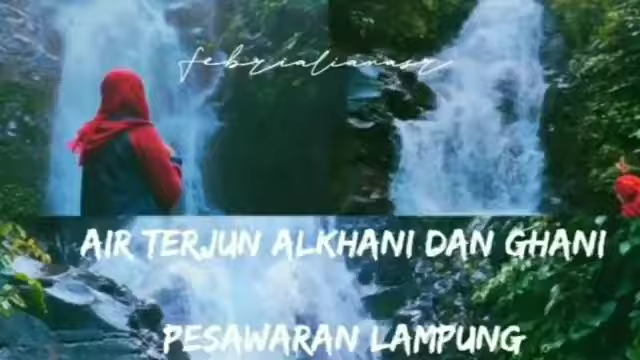 febrialianasr
AIR TERJUN ALKHANI DAN GHANI
PESAWARAN LAMPUNG